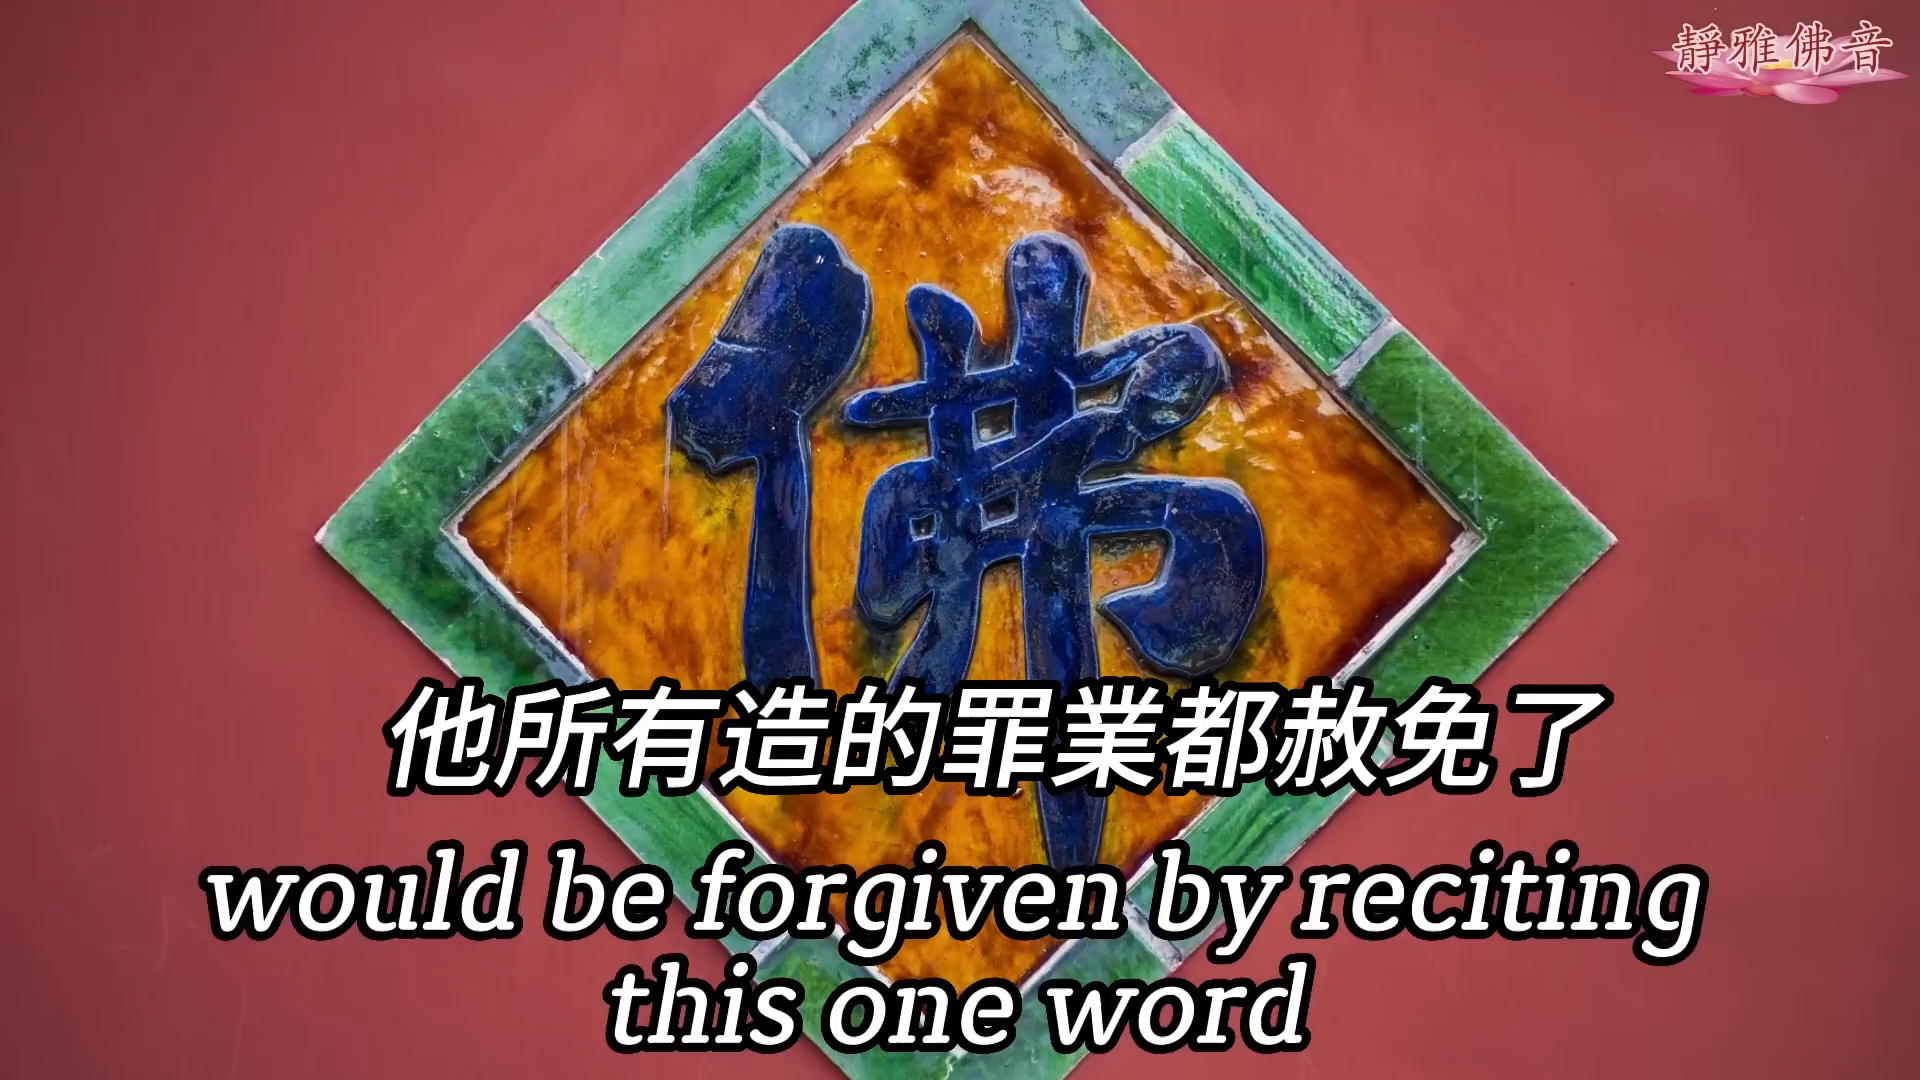 靜雅佛音
佛
他所有造的罪業都赦免了
would be forgiven by reciting
this one word